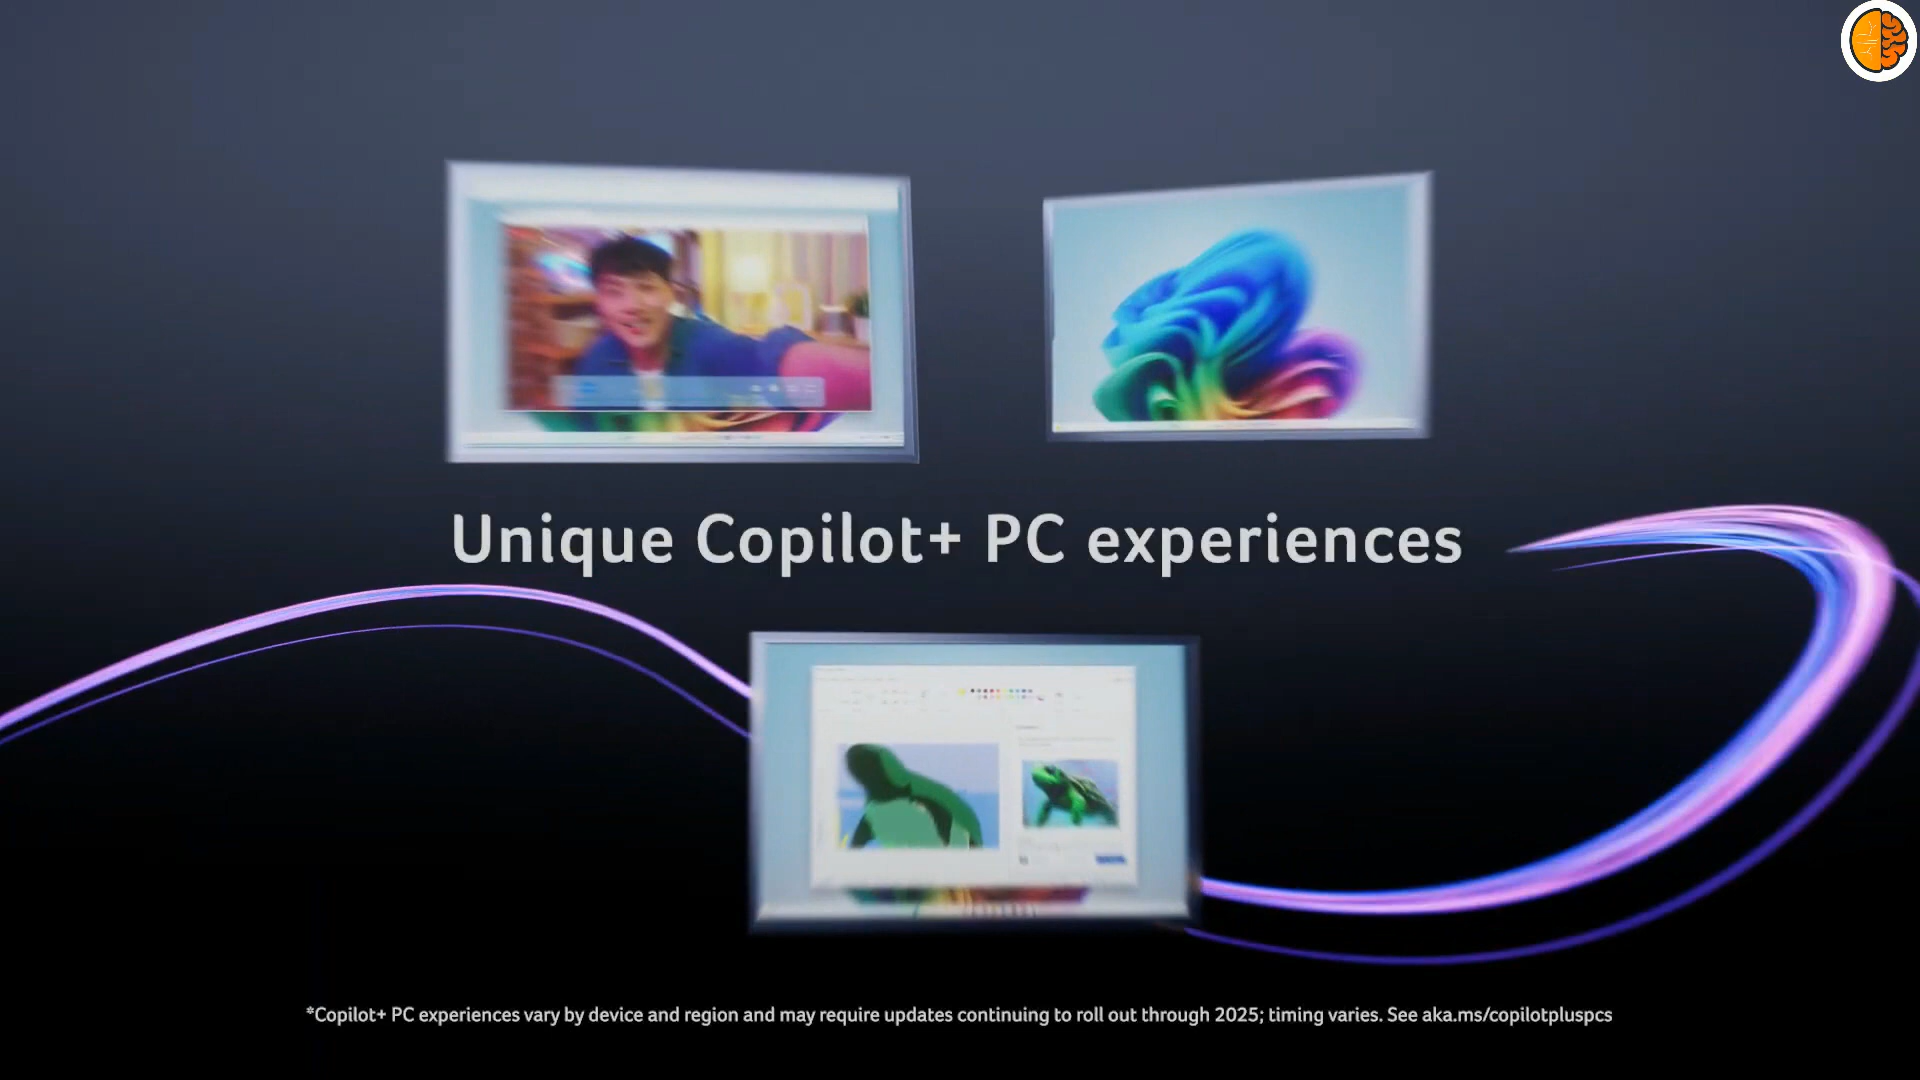 Unique Copilot+ PC experiences
*Copilot+ PC experiences vary by device and region and may require updates continuing to roll out through 2025; timing varies. See aka.ms/copilotpluspcs